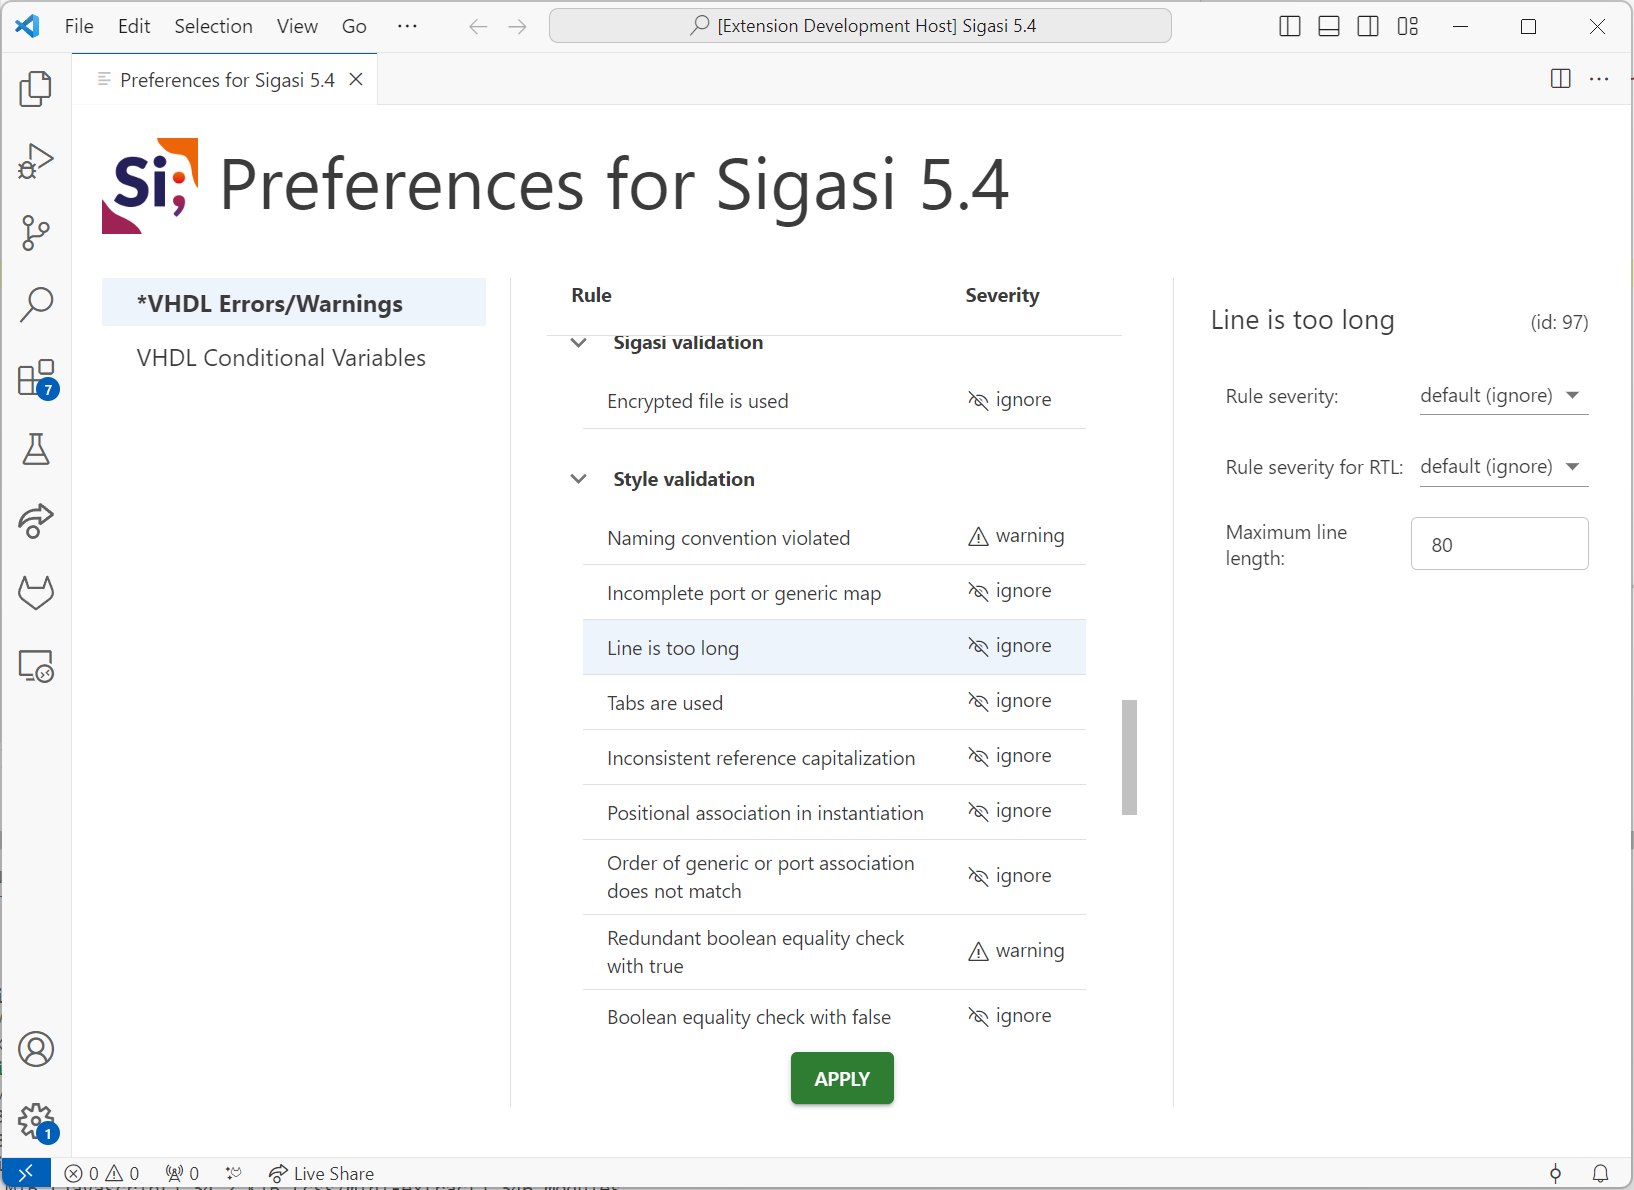 File Edit Selection View Go ··· [Extension Development Host] Sigasi 5.4
Preferences for Sigasi 5.4
Si; Preferences for Sigasi 5.4
*VHDL Errors/Warnings
VHDL Conditional Variables
Rule Severity
Sigasi validation
Encrypted file is used ignore
Style validation
Naming convention violated warning
Incomplete port or generic map ignore
Line is too long ignore
Tabs are used ignore
Inconsistent reference capitalization ignore
Positional association in instantiation ignore
Order of generic or port association
does not match ignore
Redundant boolean equality check
with true warning
Boolean equality check with false ignore
APPLY
Line is too long (id: 97)
Rule severity: default (ignore)
Rule severity for RTL: default (ignore)
Maximum line
length: 80
7
1
0 0 0 Live Share